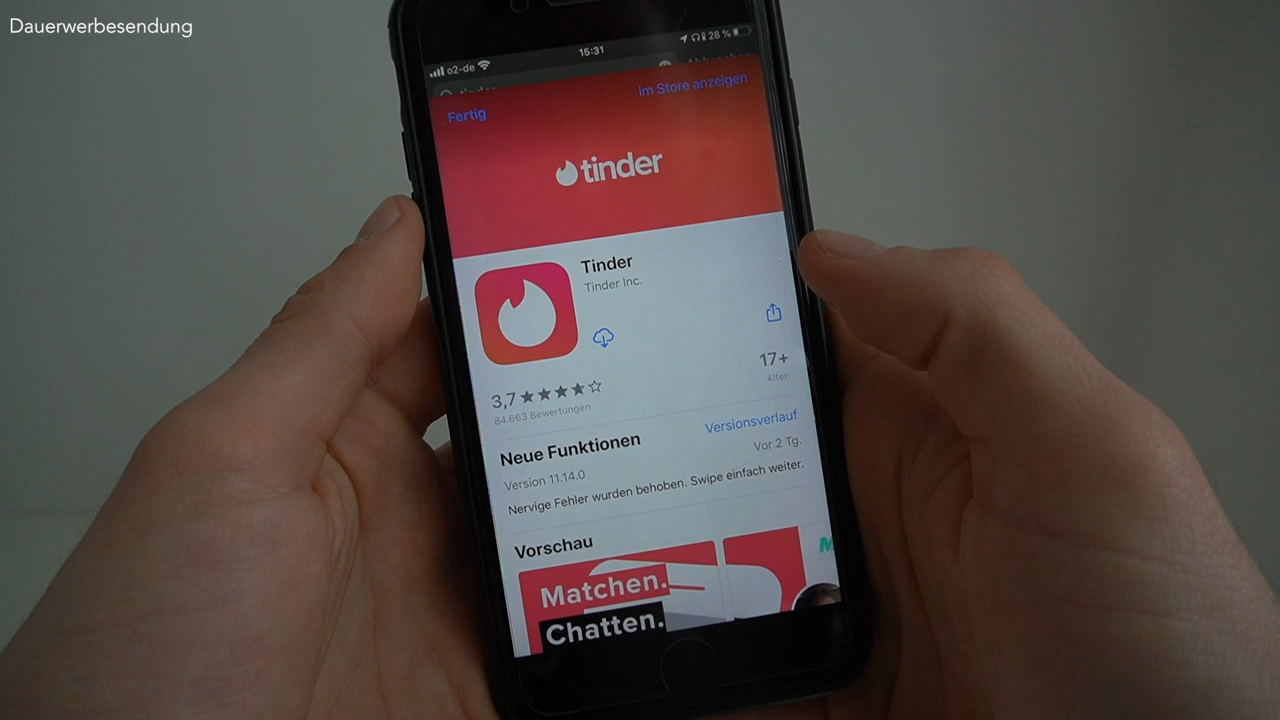 Dauerwerbesendung
o2-de 15:31 28 %
Fertig Im Store anzeigen
tinder
Tinder
Tinder Inc.
3,7 17+
84.663 Bewertungen Alter
Neue Funktionen Versionsverlauf
Version 11.14.0 Vor 2 Tg.
Nervige Fehler wurden behoben. Swipe einfach weiter.
Vorschau
Matchen.
Chatten.